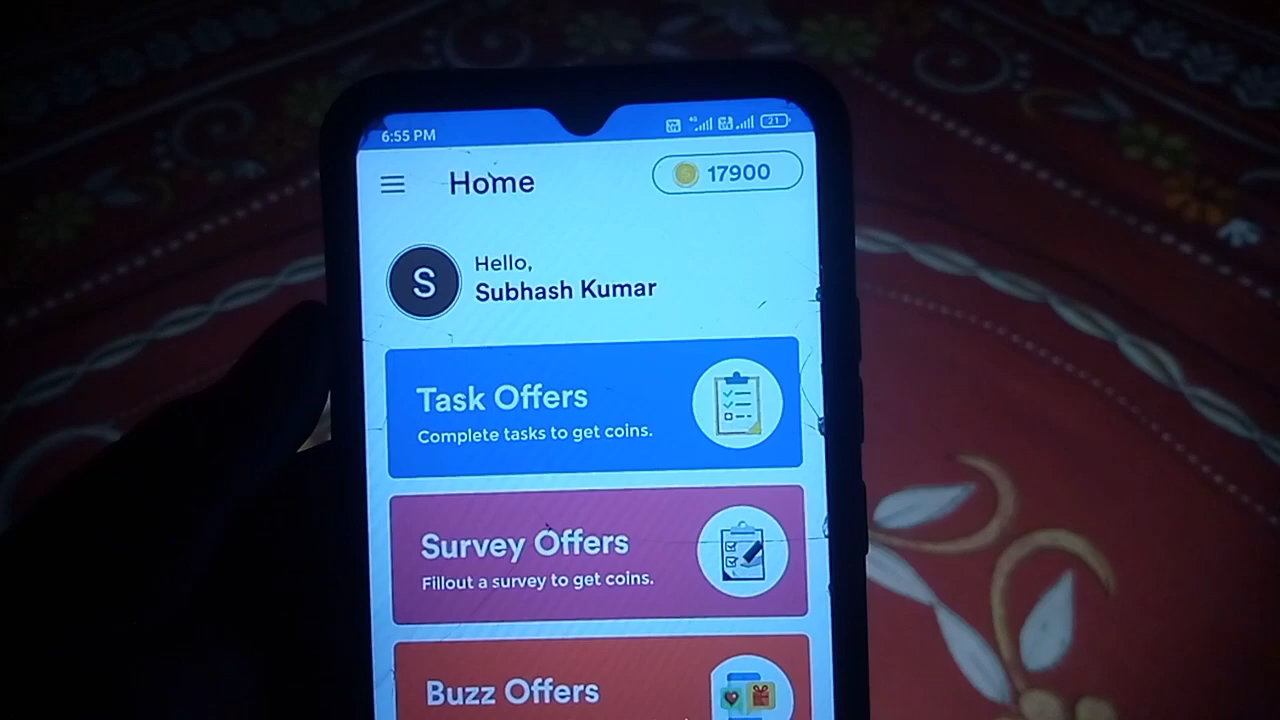 6:55 PM
21
Home
17900
S
Hello,
Subhash Kumar
Task Offers
Complete tasks to get coins.
Survey Offers
Fillout a survey to get coins.
Buzz Offers